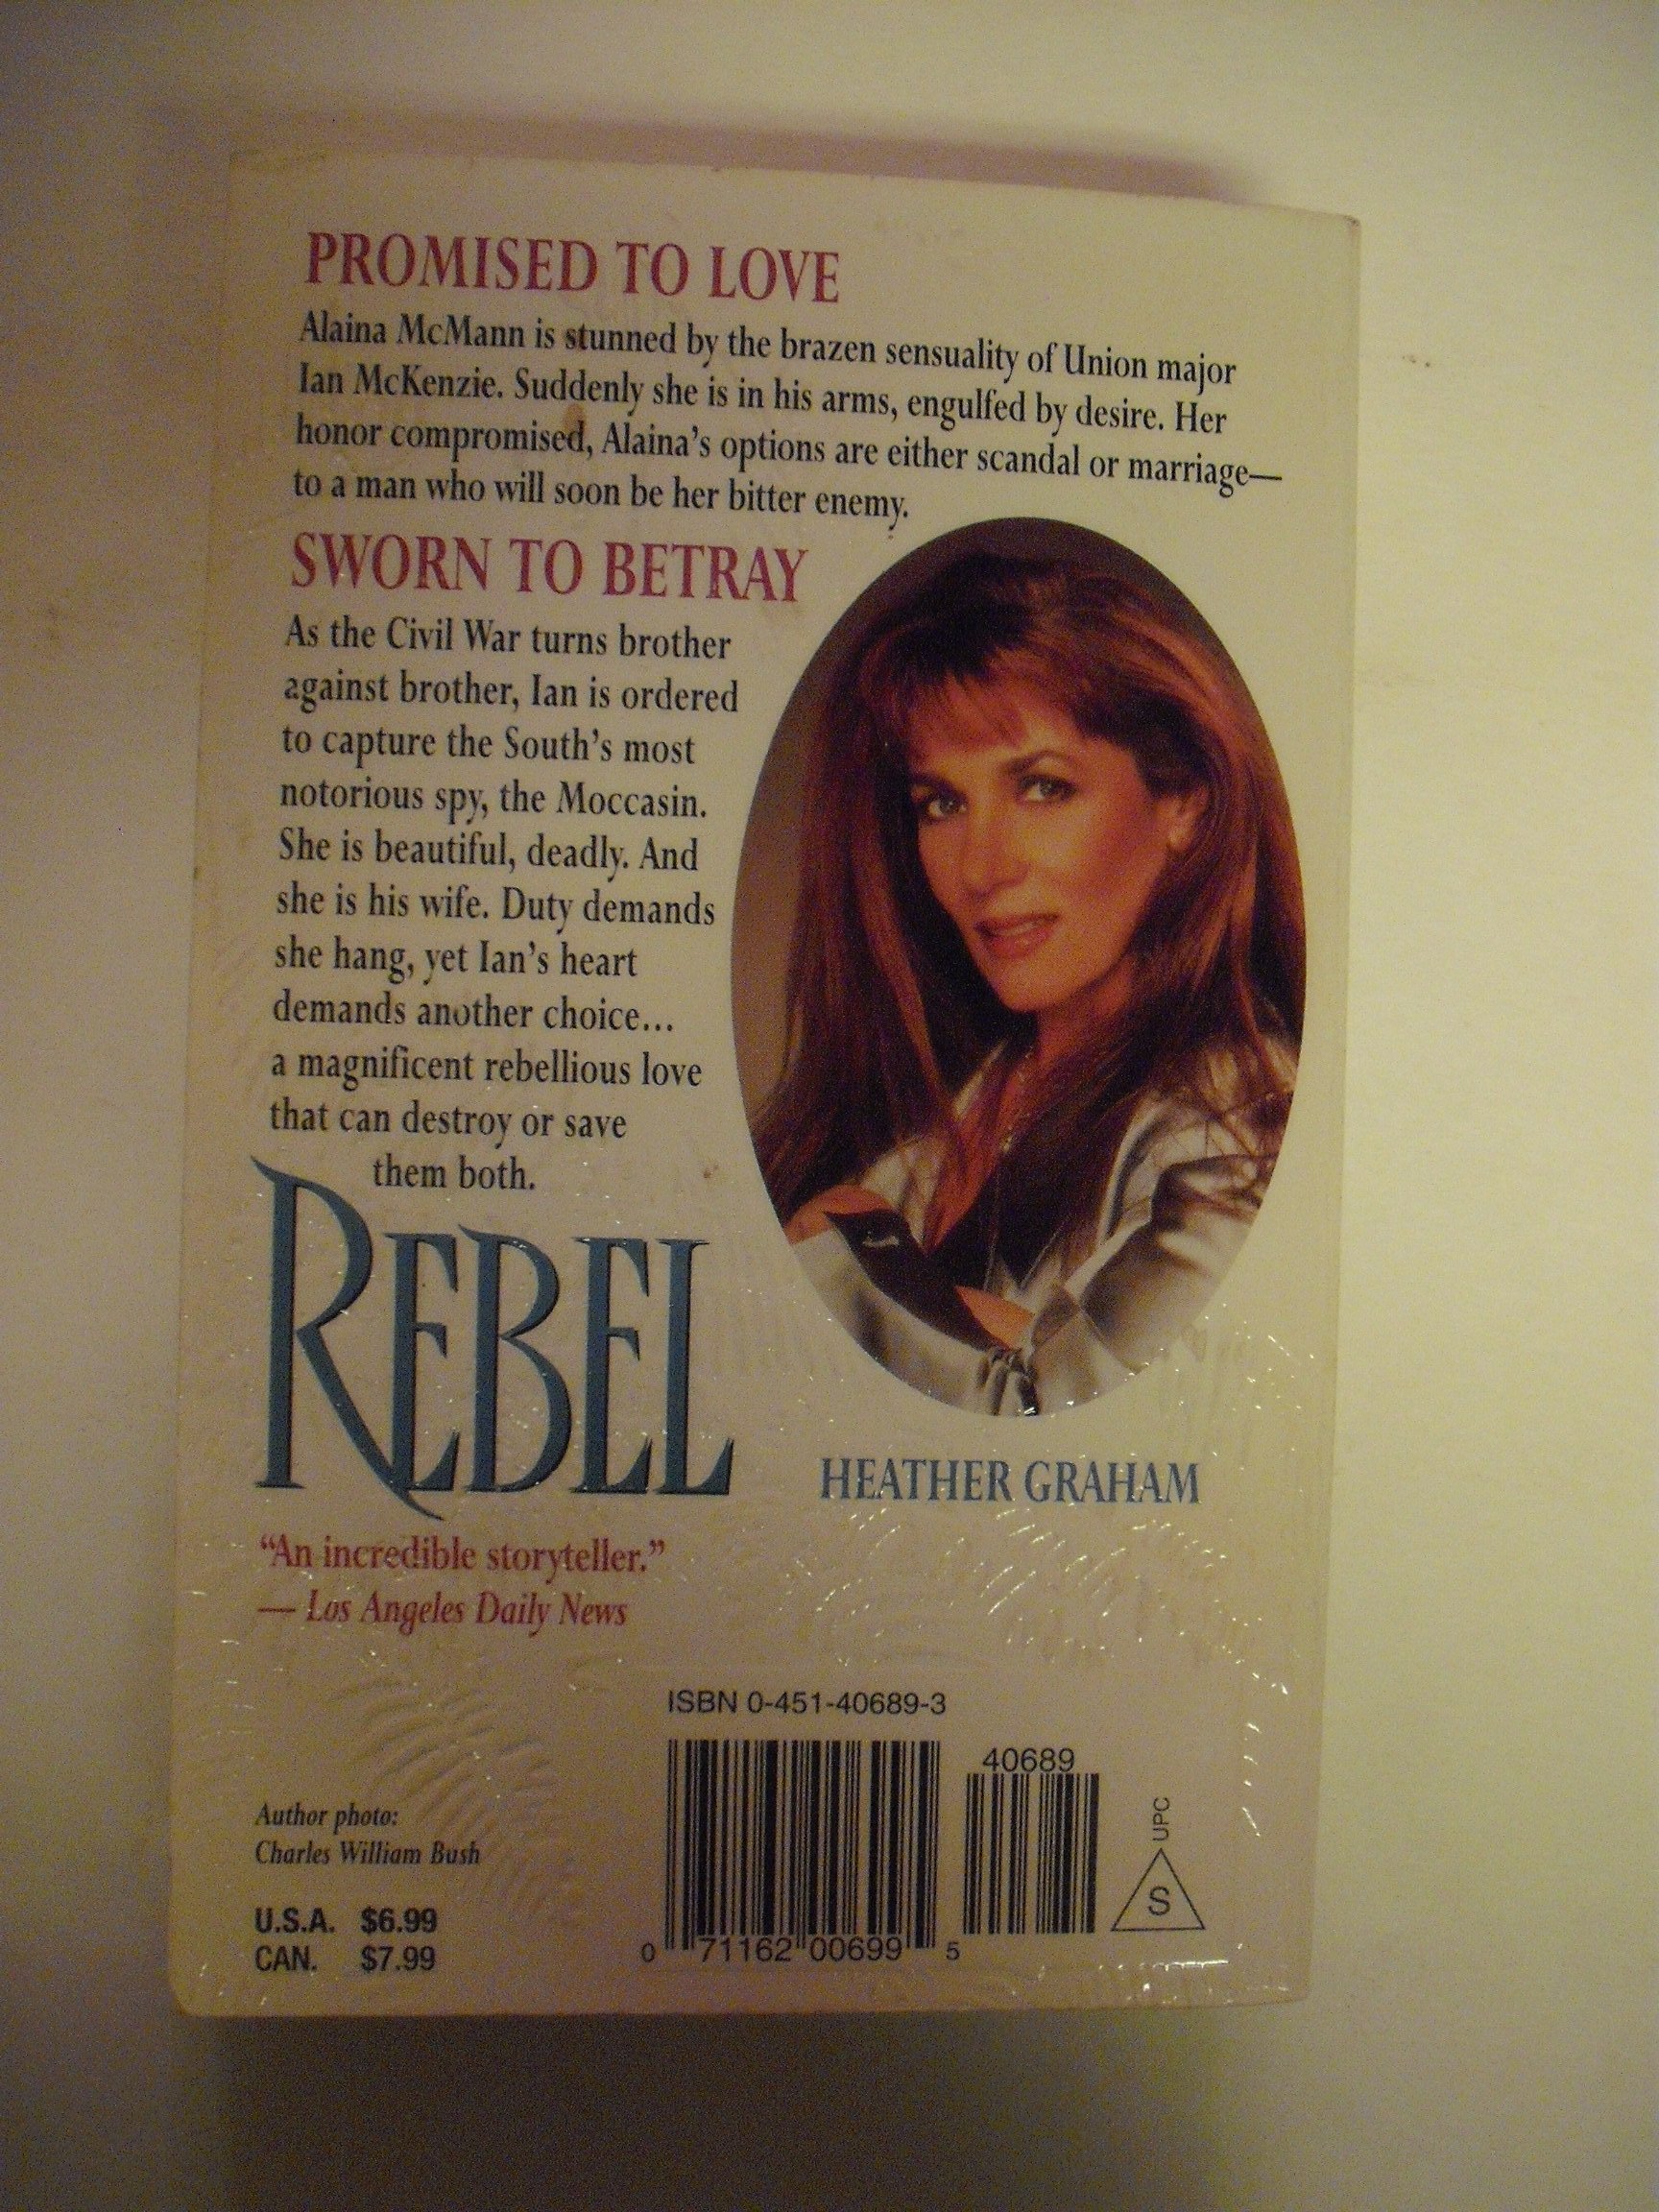 PROMISED TO LOVE
Alaina McMann is stunned by the brazen sensuality of Union major
Ian McKenzie. Suddenly she is in his arms, engulfed by desire. Her
honor compromised, Alaina's options are either scandal or marriage—
to a man who will soon be her bitter enemy.
SWORN TO BETRAY
As the Civil War turns brother
against brother, Ian is ordered
to capture the South's most
notorious spy, the Moccasin.
She is beautiful, deadly. And
she is his wife. Duty demands
she hang, yet Ian's heart
demands another choice...
a magnificent rebellious love
that can destroy or save
them both.
REBEL
HEATHER GRAHAM
“An incredible storyteller.”
— Los Angeles Daily News
ISBN 0-451-40689-3
40689
UPC
S
0 71162 00699 5
Author photo:
Charles William Bush
U.S.A. $6.99
CAN. $7.99